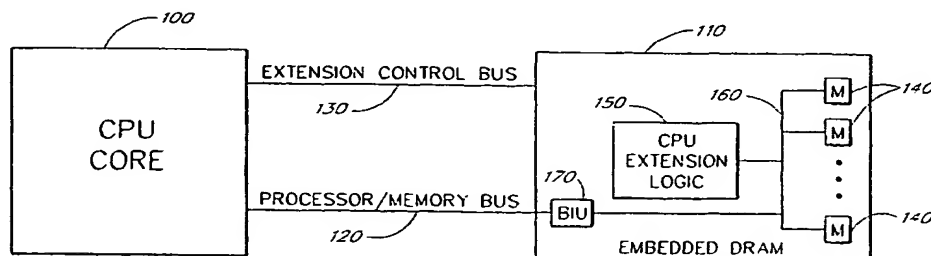 100
CPU
CORE
EXTENSION CONTROL BUS
130
PROCESSOR/MEMORY BUS
120
110
150
CPU
EXTENSION
LOGIC
160
M
140
M
M
140
170
BIU
EMBEDDED DRAM